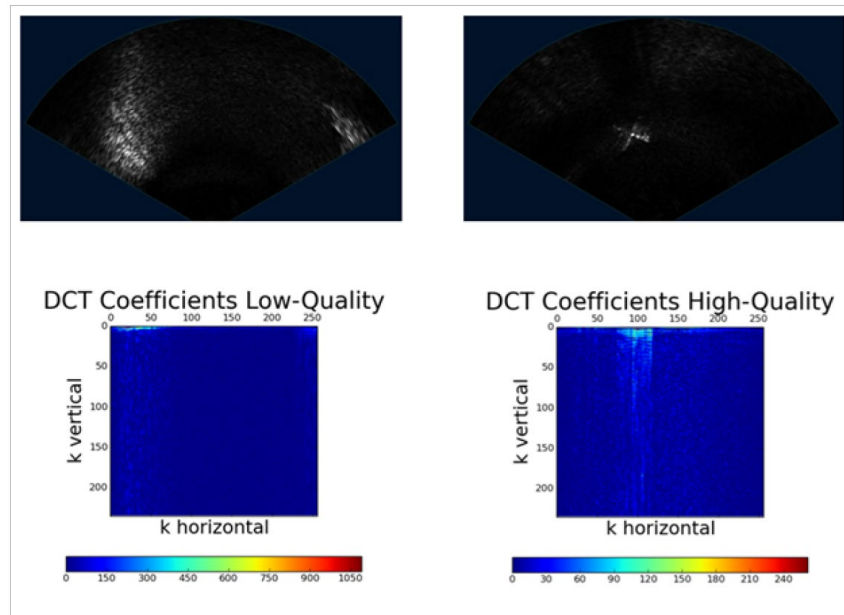 DCT Coefficients Low-Quality
0 50 100 150 200 250
0
50
100
150
200
k vertical
k horizontal
0 150 300 450 600 750 900 1050
DCT Coefficients High-Quality
0 50 100 150 200 250
0
50
100
150
200
k vertical
k horizontal
0 30 60 90 120 150 180 210 240